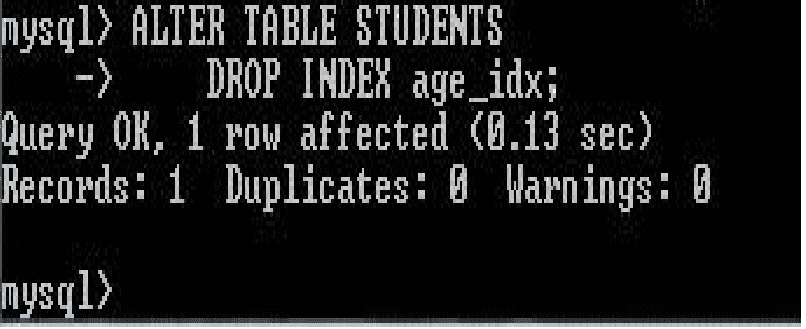 mysql> ALTER TABLE STUDENTS
    ->     DROP INDEX age_idx;
Query OK, 1 row affected (0.13 sec)
Records: 1  Duplicates: 0  Warnings: 0
mysql>